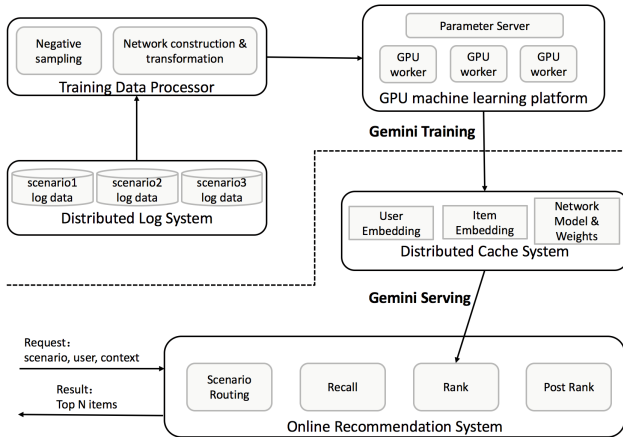 Negative
sampling
Network construction &
transformation
Training Data Processor
Parameter Server
GPU
worker
GPU
worker
GPU
worker
GPU machine learning platform
Gemini Training
scenario1
log data
scenario2
log data
scenario3
log data
Distributed Log System
User
Embedding
Item
Embedding
Network
Model &
Weights
Distributed Cache System
Gemini Serving
Request：
scenario, user, context
Result：
Top N items
Scenario
Routing
Recall
Rank
Post Rank
Online Recommendation System